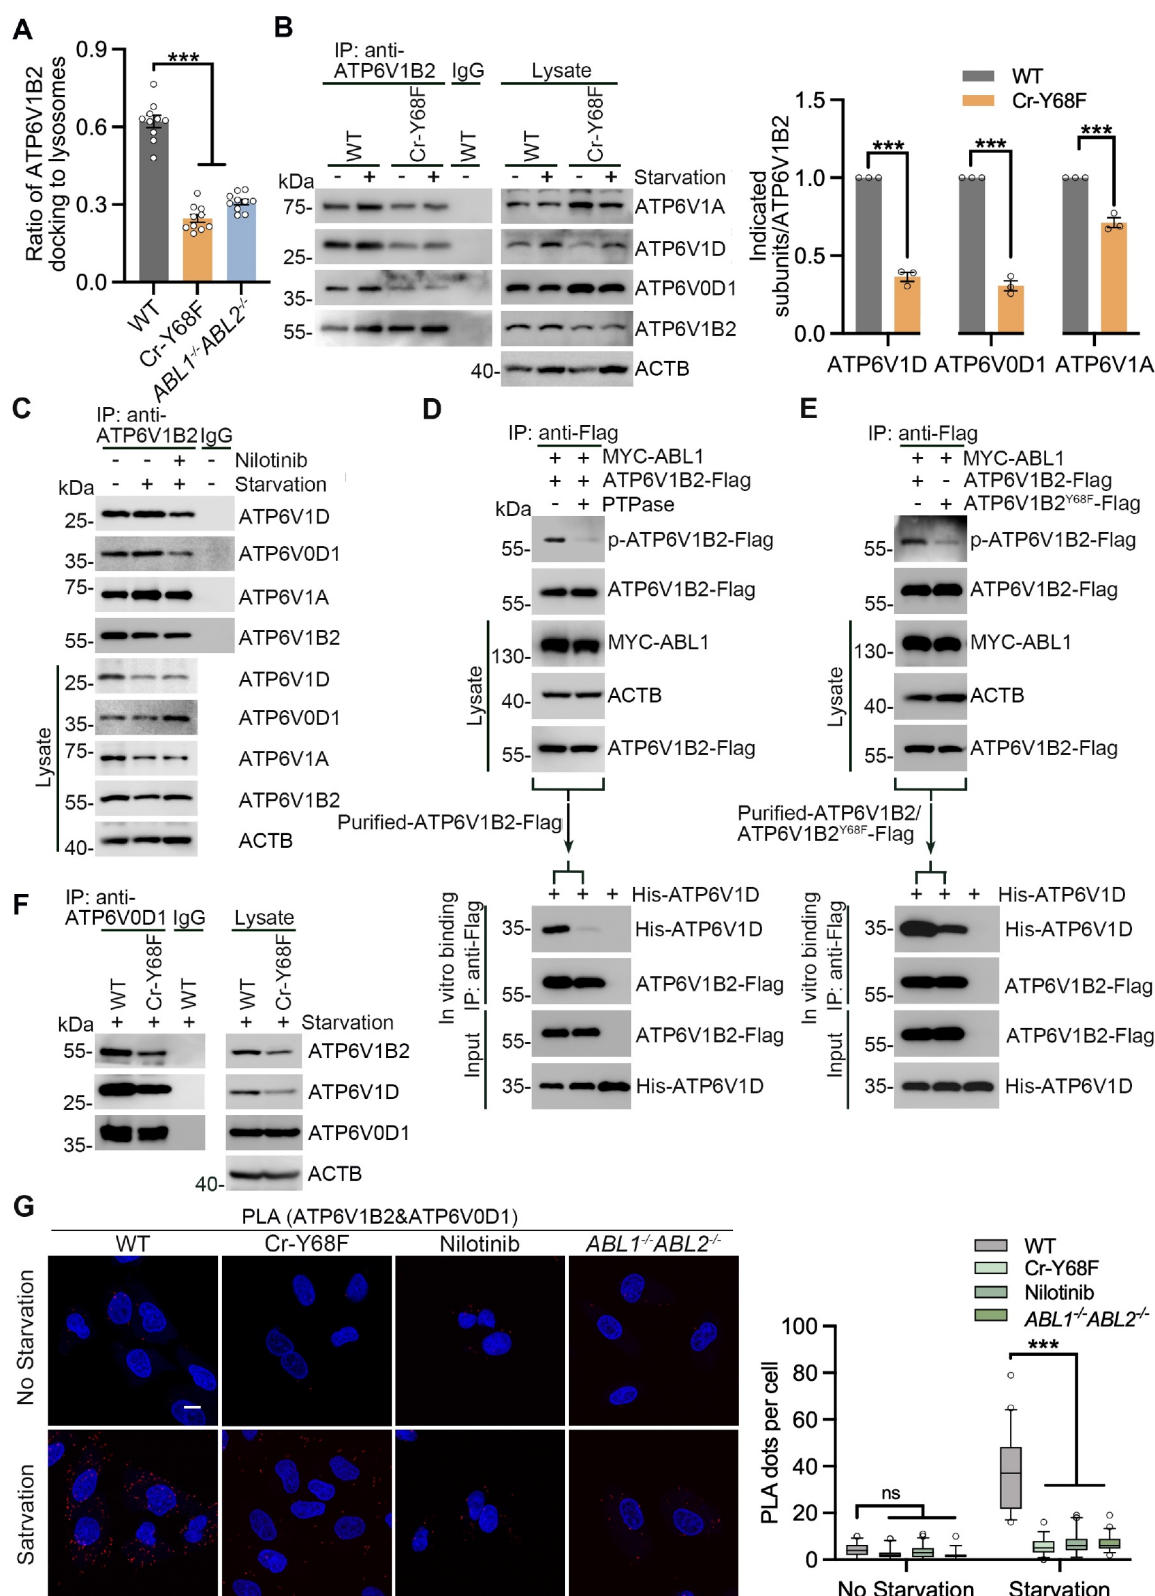 A
Ratio of ATP6V1B2
docking to lysosomes
0.9
0.6
0.3
0.0
***
WT
Cr-Y68F
ABL1-/-ABL2-/-
B
IP: anti-
ATP6V1B2
IgG
Lysate
WT
Cr-Y68F
WT
WT
Cr-Y68F
- + - + - - + - + Starvation
kDa
75- ATP6V1A
25- ATP6V1D
35- ATP6V0D1
55- ATP6V1B2
40- ACTB
WT
Cr-Y68F
Indicated
subunits/ATP6V1B2
1.5
1.0
0.5
0.0
***
***
***
ATP6V1D ATP6V0D1 ATP6V1A
C
IP: anti-
ATP6V1B2 IgG
- - + - Nilotinib
- + + - Starvation
kDa
25- ATP6V1D
35- ATP6V0D1
75- ATP6V1A
55- ATP6V1B2
Lysate
25- ATP6V1D
35- ATP6V0D1
75- ATP6V1A
55- ATP6V1B2
40- ACTB
D
IP: anti-Flag
+ + MYC-ABL1
+ + ATP6V1B2-Flag
- + PTPase
kDa
55- p-ATP6V1B2-Flag
55- ATP6V1B2-Flag
Lysate
130- MYC-ABL1
40- ACTB
55- ATP6V1B2-Flag
Purified-ATP6V1B2-Flag
+ + + His-ATP6V1D
In vitro binding
IP: anti-Flag
35- His-ATP6V1D
55- ATP6V1B2-Flag
Input
55- ATP6V1B2-Flag
35- His-ATP6V1D
E
IP: anti-Flag
+ + MYC-ABL1
+ - ATP6V1B2-Flag
- + ATP6V1B2Y68F-Flag
55- p-ATP6V1B2-Flag
55- ATP6V1B2-Flag
Lysate
130- MYC-ABL1
40- ACTB
55- ATP6V1B2-Flag
Purified-ATP6V1B2/
ATP6V1B2Y68F-Flag
+ + + His-ATP6V1D
In vitro binding
IP: anti-Flag
35- His-ATP6V1D
55- ATP6V1B2-Flag
Input
55- ATP6V1B2-Flag
35- His-ATP6V1D
F
IP: anti-
ATP6V0D1 IgG
Lysate
WT
Cr-Y68F
WT
WT
Cr-Y68F
kDa + + + + + Starvation
55- ATP6V1B2
25- ATP6V1D
35- ATP6V0D1
40- ACTB
G
PLA (ATP6V1B2&ATP6V0D1)
WT Cr-Y68F Nilotinib ABL1-/-ABL2-/-
No Starvation
Satrvation
WT
Cr-Y68F
Nilotinib
ABL1-/-ABL2-/-
PLA dots per cell
100
80
60
40
20
0
ns
***
No Starvation Starvation